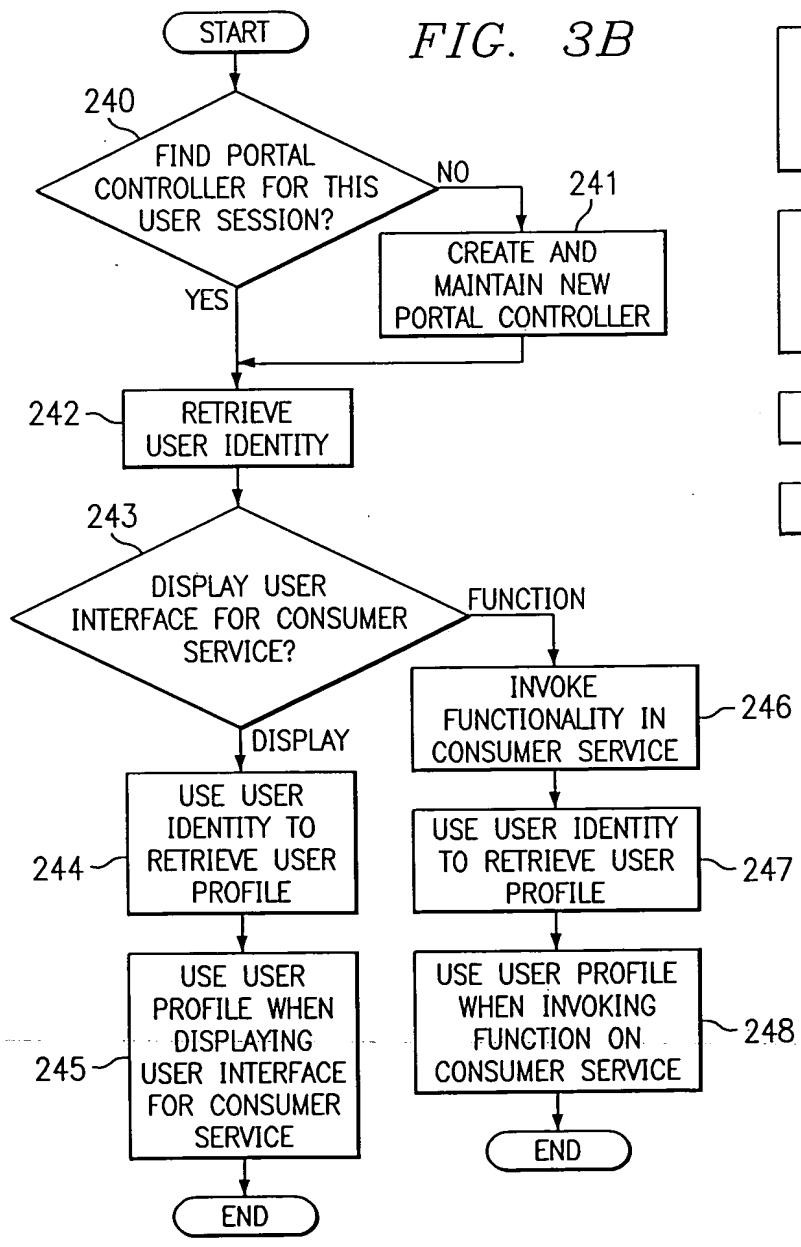 START
FIG. 3B
240
FIND PORTAL
CONTROLLER FOR THIS
USER SESSION?
NO
241
CREATE AND
MAINTAIN NEW
PORTAL CONTROLLER
YES
242
RETRIEVE
USER IDENTITY
243
DISPLAY USER
INTERFACE FOR CONSUMER
SERVICE?
FUNCTION
INVOKE
FUNCTIONALITY IN
CONSUMER SERVICE
246
DISPLAY
USE USER
IDENTITY TO
RETRIEVE USER
PROFILE
244
USE USER IDENTITY
TO RETRIEVE USER
PROFILE
247
USE USER
PROFILE WHEN
DISPLAYING
USER INTERFACE
FOR CONSUMER
SERVICE
245
USE USER PROFILE
WHEN INVOKING
FUNCTION ON
CONSUMER SERVICE
248
END
END